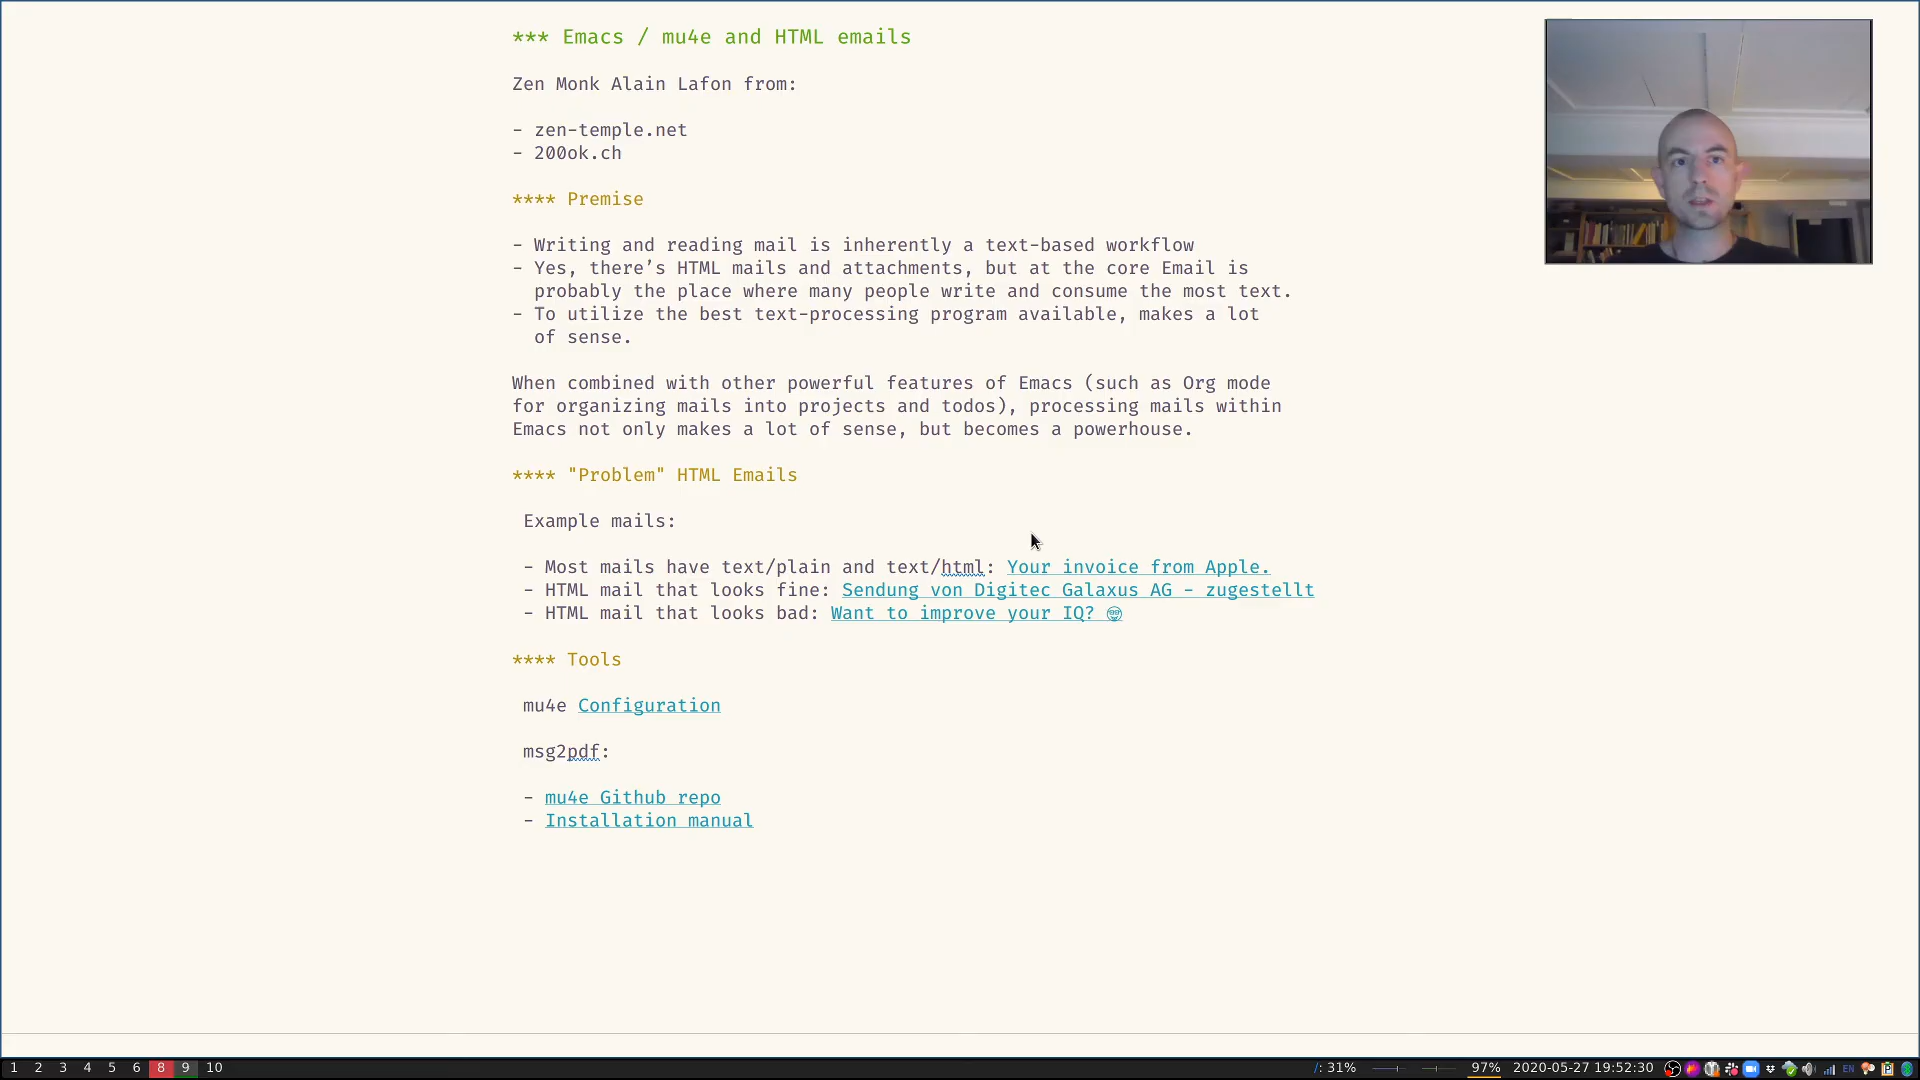 *** Emacs / mu4e and HTML emails
Zen Monk Alain Lafon from:
- zen-temple.net
- 200ok.ch
**** Premise
- Writing and reading mail is inherently a text-based workflow
- Yes, there’s HTML mails and attachments, but at the core Email is
probably the place where many people write and consume the most text.
- To utilize the best text-processing program available, makes a lot
of sense.
When combined with other powerful features of Emacs (such as Org mode
for organizing mails into projects and todos), processing mails within
Emacs not only makes a lot of sense, but becomes a powerhouse.
**** "Problem" HTML Emails
Example mails:
- Most mails have text/plain and text/html: Your invoice from Apple.
- HTML mail that looks fine: Sendung von Digitec Galaxus AG - zugestellt
- HTML mail that looks bad: Want to improve your IQ? 🤓
**** Tools
mu4e Configuration
msg2pdf:
- mu4e Github repo
- Installation manual
1 2 3 4 5 6 8 9 10 /: 31% 97% 2020-05-27 19:52:30 EN